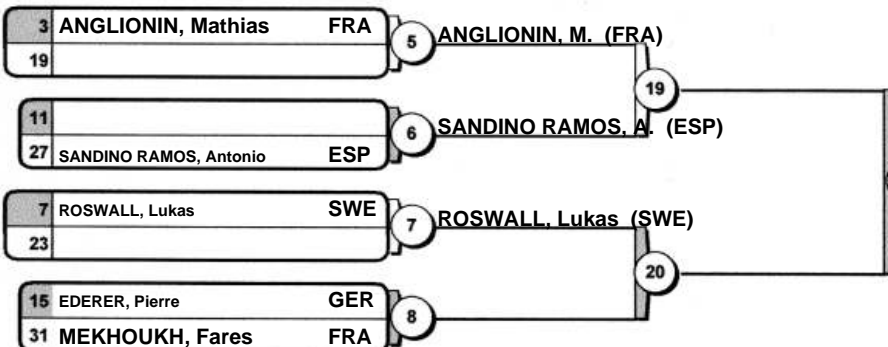 3 ANGLIONIN, Mathias FRA
19
5 ANGLIONIN, M. (FRA)
19
11
27 SANDINO RAMOS, Antonio ESP
6 SANDINO RAMOS, A. (ESP)
7 ROSWALL, Lukas SWE
23
7 ROSWALL, Lukas (SWE)
20
15 EDERER, Pierre GER
31 MEKHOUKH, Fares FRA
8